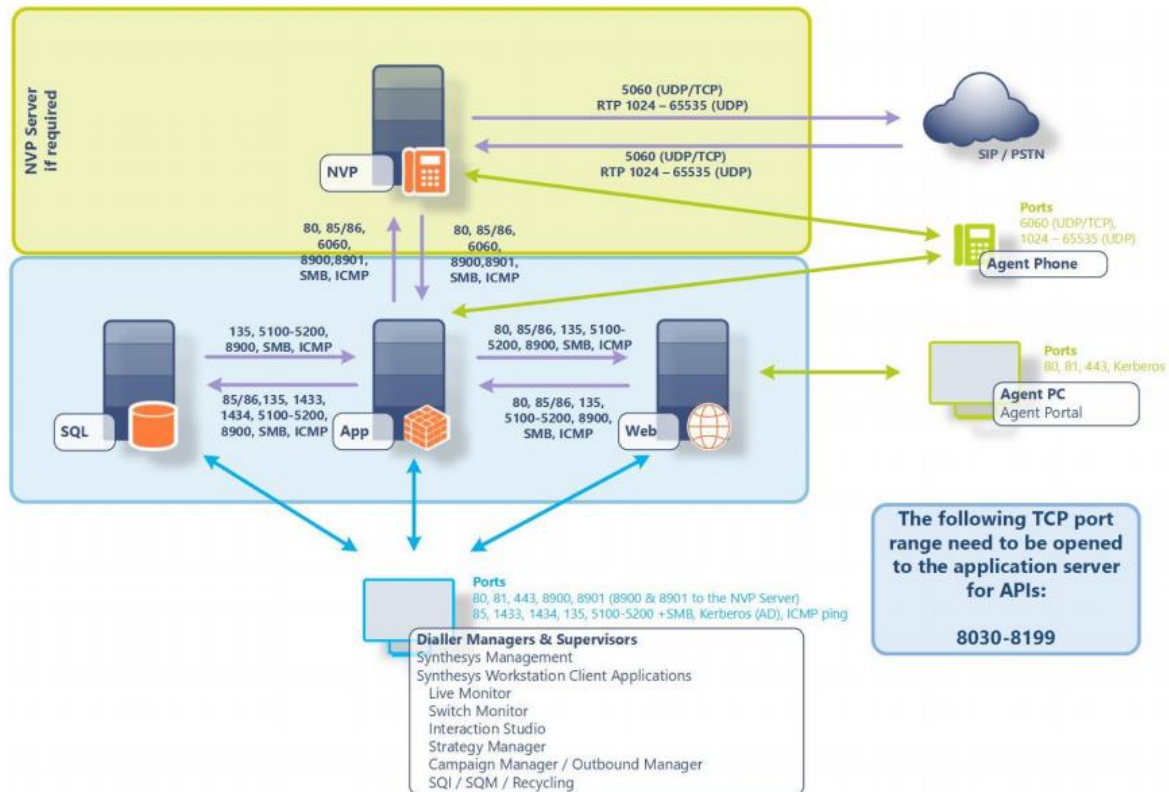 NVP Server
if required
5060 (UDP/TCP)
RTP 1024 – 65535 (UDP)
5060 (UDP/TCP)
RTP 1024 – 65535 (UDP)
SIP / PSTN
NVP
Ports
6060 (UDP/TCP),
1024 – 65535 (UDP)
Agent Phone
80, 85/86,
6060,
8900,8901,
SMB, ICMP
80, 85/86,
6060,
8900,8901,
SMB, ICMP
135, 5100-5200,
8900, SMB, ICMP
85/86,135, 1433,
1434, 5100-5200,
8900, SMB, ICMP
80, 85/86, 135, 5100-
5200, 8900, SMB, ICMP
80, 85/86, 135,
5100-5200, 8900,
SMB, ICMP
SQL
App
Web
Ports
80, 81, 443, Kerberos
Agent PC
Agent Portal
The following TCP port
range need to be opened
to the application server
for APIs:
8030-8199
Ports
80, 81, 443, 8900, 8901 (8900 & 8901 to the NVP Server)
85, 1433, 1434, 135, 5100-5200 +SMB, Kerberos (AD), ICMP ping
Dialler Managers & Supervisors
Synthesys Management
Synthesys Workstation Client Applications
Live Monitor
Switch Monitor
Interaction Studio
Strategy Manager
Campaign Manager / Outbound Manager
SQI / SQM / Recycling